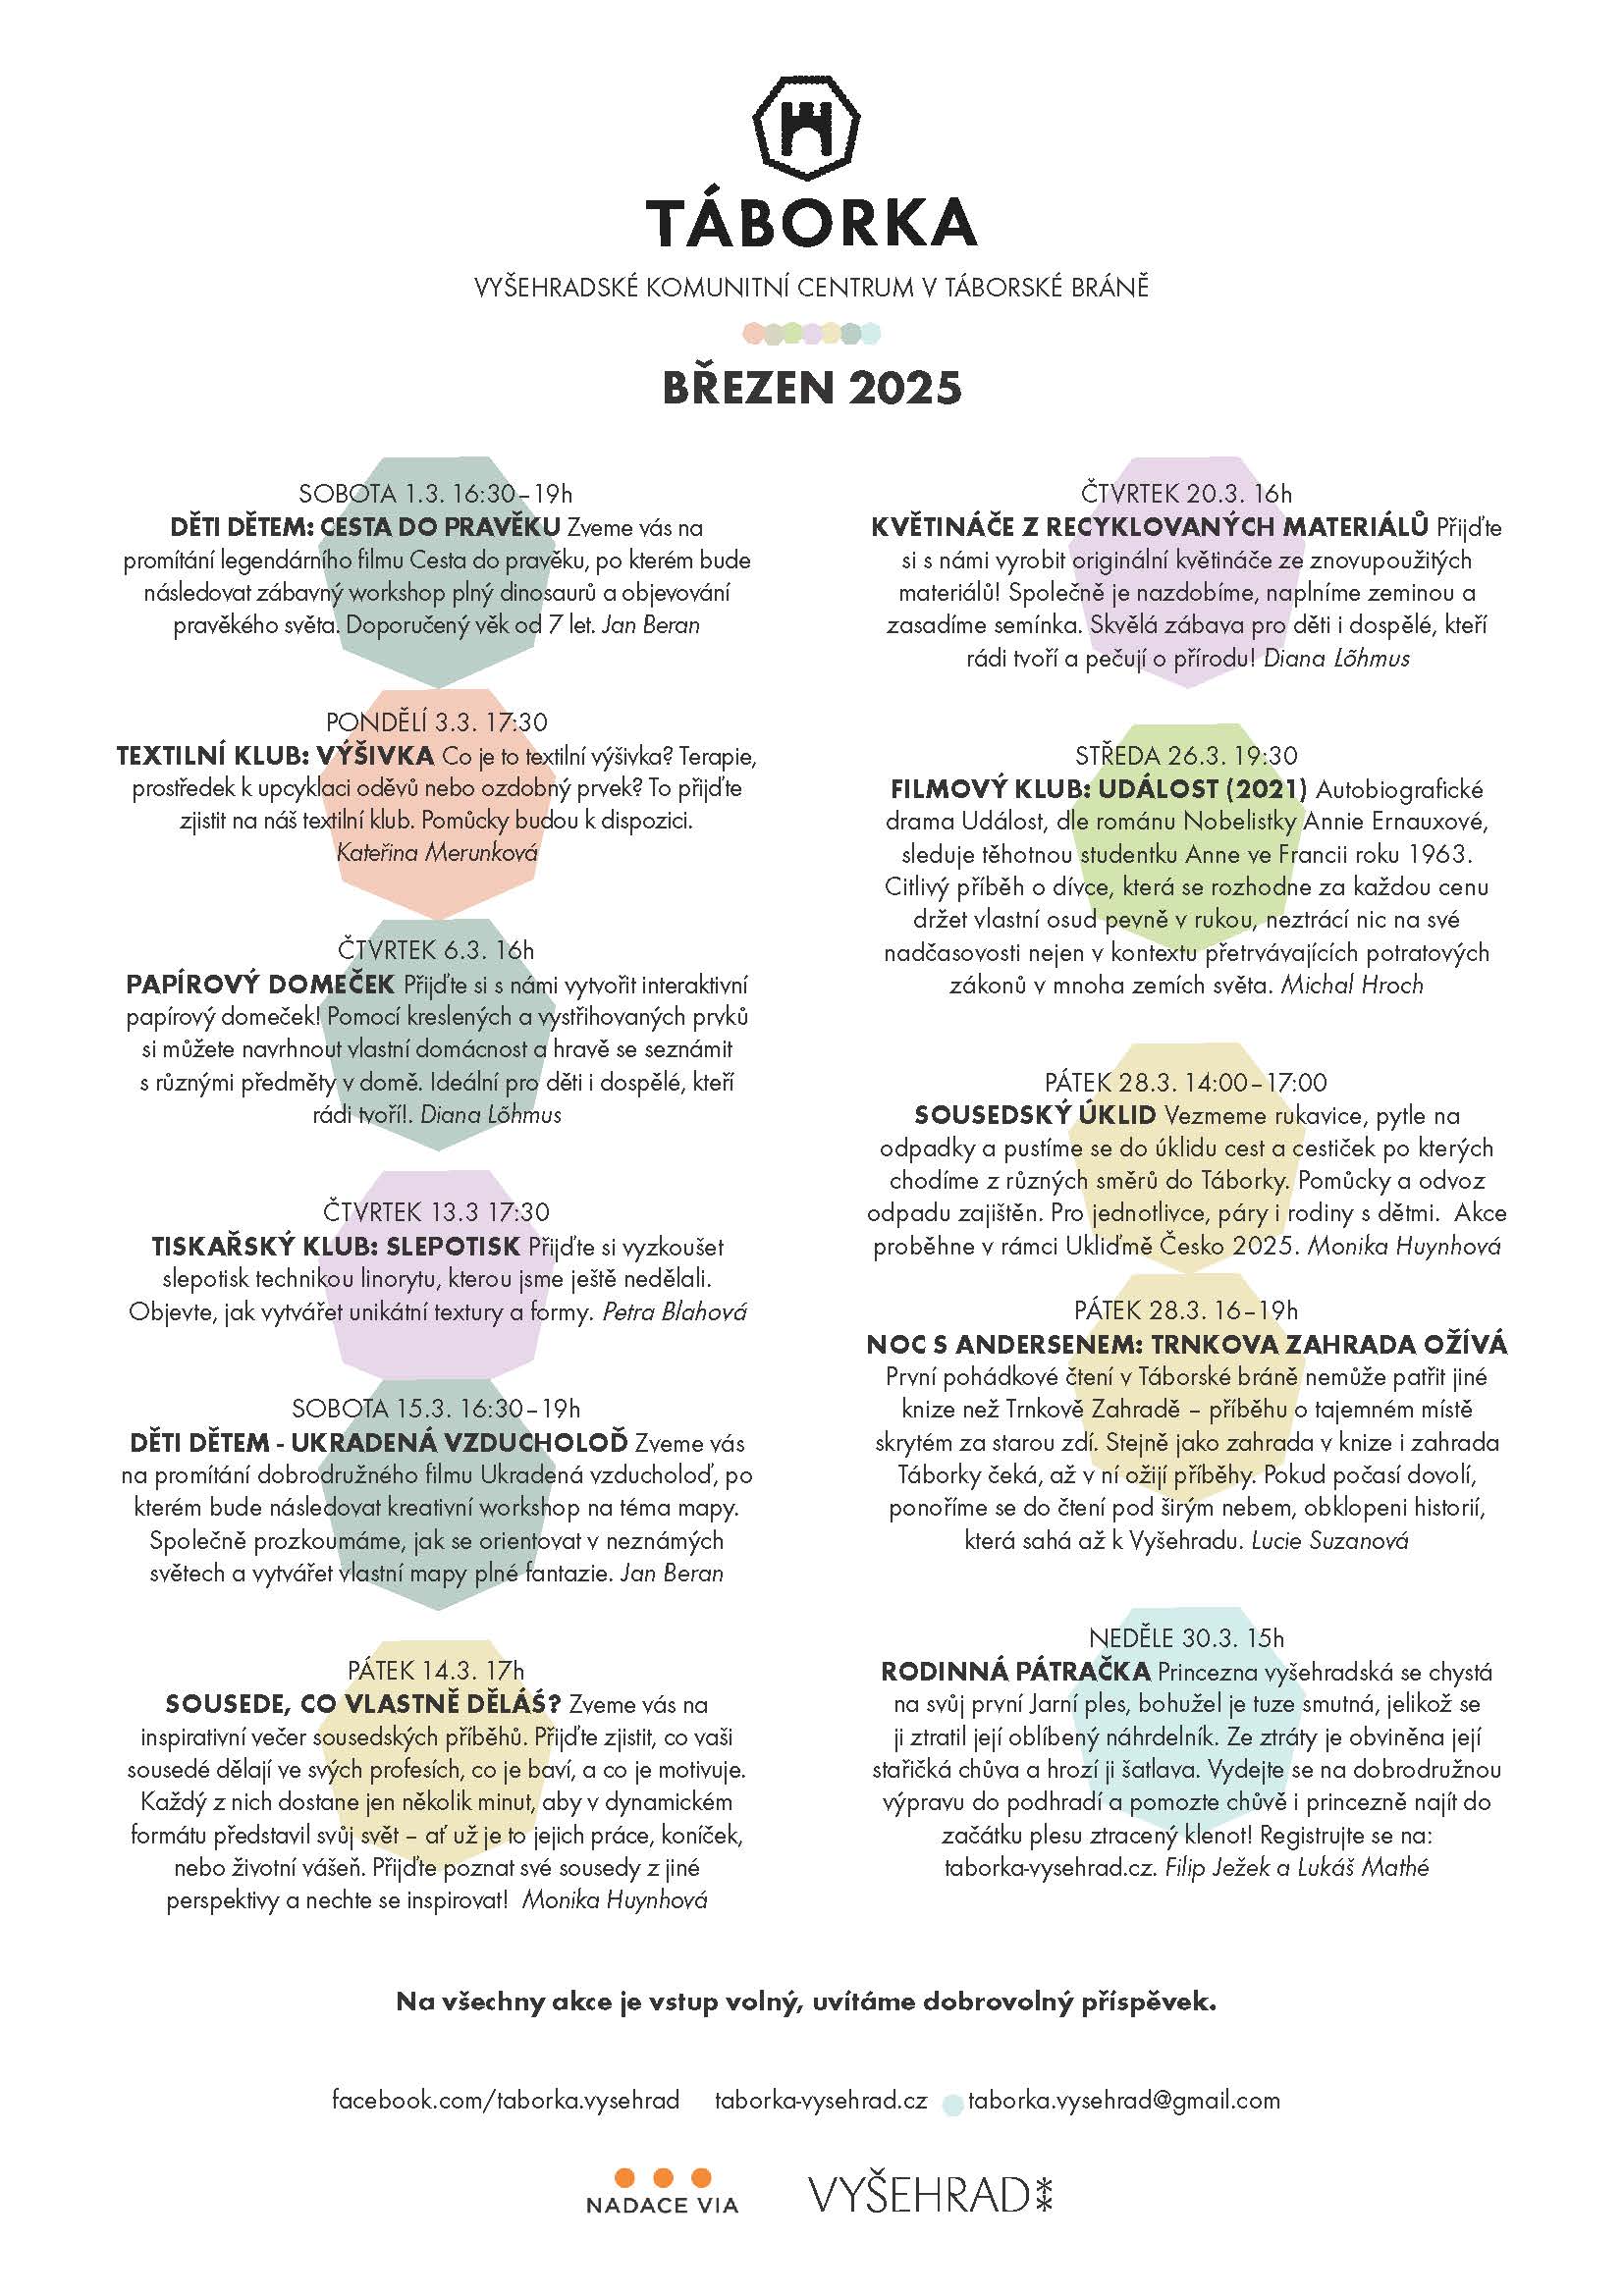 TÁBORKA
VYŠEHRADSKÉ KOMUNITNÍ CENTRUM V TÁBORSKÉ BRÁNĚ
BŘEZEN 2025
SOBOTA 1.3. 16:30–19h
DĚTI DĚTEM: CESTA DO PRAVĚKU Zveme vás na
promítání legendárního filmu Cesta do pravěku, po kterém bude
následovat zábavný workshop plný dinosaurů a objevování
pravěkého světa. Doporučený věk od 7 let. Jan Beran
PONDĚLÍ 3.3. 17:30
TEXTILNÍ KLUB: VÝŠIVKA Co je to textilní výšivka? Terapie,
prostředek k upcyklaci oděvů nebo ozdobný prvek? To přijďte
zjistit na náš textilní klub. Pomůcky budou k dispozici.
Kateřina Merunková
ČTVRTEK 6.3. 16h
PAPÍROVÝ DOMEČEK Přijďte si s námi vytvořit interaktivní
papírový domeček! Pomocí kreslených a vystřihovaných prvků
si můžete navrhnout vlastní domácnost a hravě se seznámit
s různými předměty v domě. Ideální pro děti i dospělé, kteří
rádi tvoří!. Diana Lõhmus
ČTVRTEK 13.3 17:30
TISKAŘSKÝ KLUB: SLEPOTISK Přijďte si vyzkoušet
slepotisk technikou linorytu, kterou jsme ještě nedělali.
Objevte, jak vytvářet unikátní textury a formy. Petra Blahová
SOBOTA 15.3. 16:30–19h
DĚTI DĚTEM - UKRADENÁ VZDUCHOLOĎ Zveme vás
na promítání dobrodružného filmu Ukradená vzducholoď, po
kterém bude následovat kreativní workshop na téma mapy.
Společně prozkoumáme, jak se orientovat v neznámých
světech a vytvářet vlastní mapy plné fantazie. Jan Beran
PÁTEK 14.3. 17h
SOUSEDE, CO VLASTNĚ DĚLÁŠ? Zveme vás na
inspirativní večer sousedských příběhů. Přijďte zjistit, co vaši
sousedé dělají ve svých profesích, co je baví, a co je motivuje.
Každý z nich dostane jen několik minut, aby v dynamickém
formátu představil svůj svět – ať už je to jejich práce, koníček,
nebo životní vášeň. Přijďte poznat své sousedy z jiné
perspektivy a nechte se inspirovat! Monika Huynhová
ČTVRTEK 20.3. 16h
KVĚTINÁČE Z RECYKLOVANÝCH MATERIÁLŮ Přijďte
si s námi vyrobit originální květináče ze znovupoužitých
materiálů! Společně je nazdobíme, naplníme zeminou a
zasadíme semínka. Skvělá zábava pro děti i dospělé, kteří
rádi tvoří a pečují o přírodu! Diana Lõhmus
STŘEDA 26.3. 19:30
FILMOVÝ KLUB: UDÁLOST (2021) Autobiografické
drama Událost, dle románu Nobelistky Annie Ernauxové,
sleduje těhotnou studentku Anne ve Francii roku 1963.
Citlivý příběh o dívce, která se rozhodne za každou cenu
držet vlastní osud pevně v rukou, neztrácí nic na své
nadčasovosti nejen v kontextu přetrvávajících potratových
zákonů v mnoha zemích světa. Michal Hroch
PÁTEK 28.3. 14:00–17:00
SOUSEDSKÝ ÚKLID Vezmeme rukavice, pytle na
odpadky a pustíme se do úklidu cest a cestiček po kterých
chodíme z různých směrů do Táborky. Pomůcky a odvoz
odpadu zajištěn. Pro jednotlivce, páry i rodiny s dětmi. Akce
proběhne v rámci Ukliďmě Česko 2025. Monika Huynhová
PÁTEK 28.3. 16–19h
NOC S ANDERSENEM: TRNKOVA ZAHRADA OŽÍVÁ
První pohádkové čtení v Táborské bráně nemůže patřit jiné
knize než Trnkově Zahradě – příběhu o tajemném místě
skrytém za starou zdí. Stejně jako zahrada v knize i zahrada
Táborky čeká, až v ní ožijí příběhy. Pokud počasí dovolí,
ponoříme se do čtení pod širým nebem, obklopeni historií,
která sahá až k Vyšehradu. Lucie Suzanová
NEDĚLE 30.3. 15h
RODINNÁ PÁTRAČKA Princezna vyšehradská se chystá
na svůj první Jarní ples, bohužel je tuze smutná, jelikož se
ji ztratil její oblíbený náhrdelník. Ze ztráty je obviněna její
stařičká chůva a hrozí ji šatlava. Vydejte se na dobrodružnou
výpravu do podhradí a pomozte chůvě i princezně najít do
začátku plesu ztracený klenot! Registrujte se na:
taborka-vysehrad.cz. Filip Ježek a Lukáš Mathé
Na všechny akce je vstup volný, uvítáme dobrovolný příspěvek.
facebook.com/taborka.vysehrad taborka-vysehrad.cz taborka.vysehrad@gmail.com
NADACE VIA VYŠEHRAD